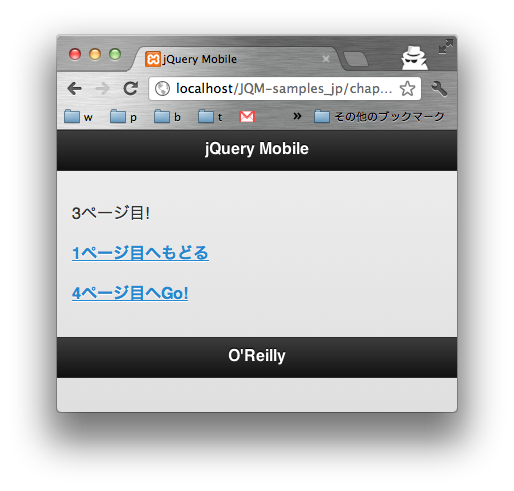 jQuery Mobile
localhost/JQM-samples_jp/chap...
w p b t » その他のブックマーク
jQuery Mobile
3ページ目!
1ページ目へもどる
4ページ目へGo!
O'Reilly